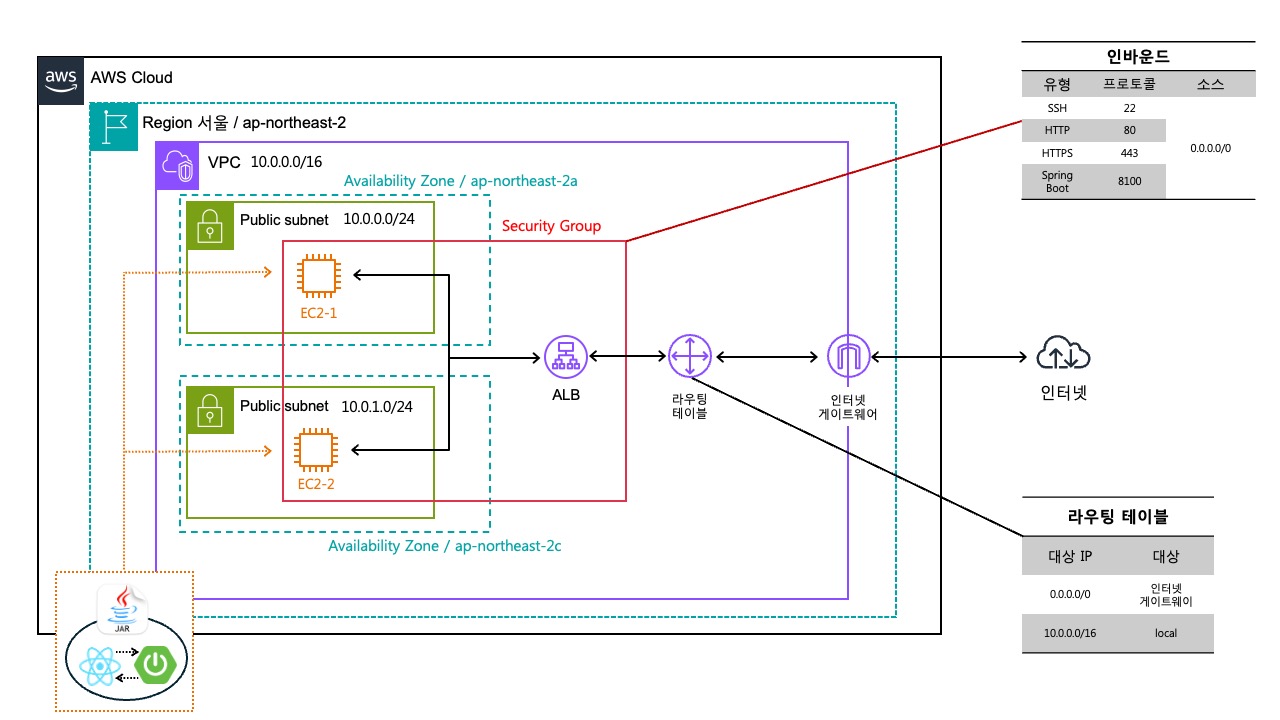 aws
AWS Cloud
Region 서울 / ap-northeast-2
VPC 10.0.0.0/16
Availability Zone / ap-northeast-2a
Public subnet 10.0.0.0/24
Security Group
EC2-1
Public subnet 10.0.1.0/24
EC2-2
Availability Zone / ap-northeast-2c
ALB
라우팅
테이블
인터넷
게이트웨어
인터넷
JAR
인바운드
유형 프로토콜 소스
SSH 22
HTTP 80
HTTPS 443
0.0.0.0/0
Spring
Boot
8100
라우팅 테이블
대상 IP 대상
0.0.0.0/0
인터넷
게이트웨이
10.0.0.0/16 local